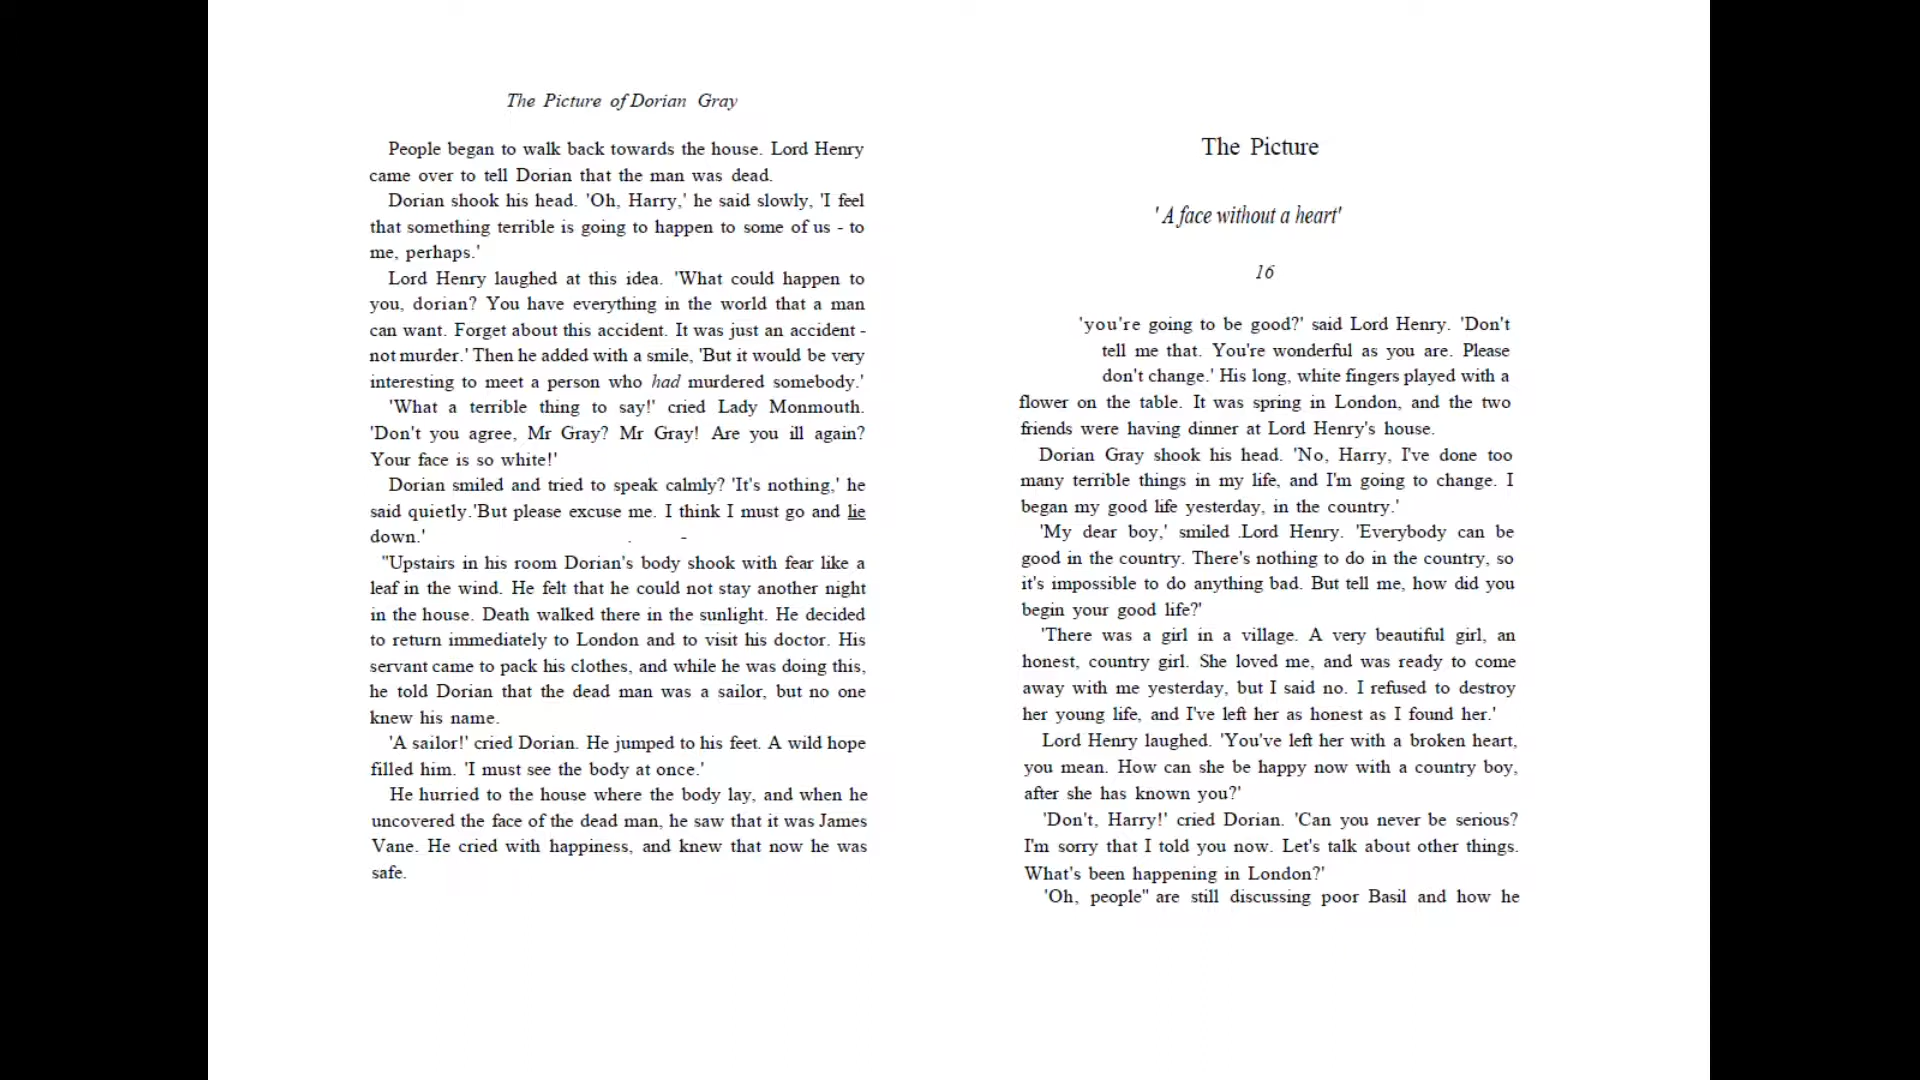 The Picture of Dorian Gray
People began to walk back towards the house. Lord Henry
came over to tell Dorian that the man was dead.
Dorian shook his head. 'Oh, Harry,' he said slowly, 'I feel
that something terrible is going to happen to some of us - to
me, perhaps.'
Lord Henry laughed at this idea. 'What could happen to
you, dorian? You have everything in the world that a man
can want. Forget about this accident. It was just an accident -
not murder.' Then he added with a smile, 'But it would be very
interesting to meet a person who had murdered somebody.'
'What a terrible thing to say!' cried Lady Monmouth.
'Don't you agree, Mr Gray? Mr Gray! Are you ill again?
Your face is so white!'
Dorian smiled and tried to speak calmly? 'It's nothing,' he
said quietly.'But please excuse me. I think I must go and lie
down.' . -
"Upstairs in his room Dorian's body shook with fear like a
leaf in the wind. He felt that he could not stay another night
in the house. Death walked there in the sunlight. He decided
to return immediately to London and to visit his doctor. His
servant came to pack his clothes, and while he was doing this,
he told Dorian that the dead man was a sailor, but no one
knew his name.
'A sailor!' cried Dorian. He jumped to his feet. A wild hope
filled him. 'I must see the body at once.'
He hurried to the house where the body lay, and when he
uncovered the face of the dead man, he saw that it was James
Vane. He cried with happiness, and knew that now he was
safe.
The Picture
'A face without a heart'
16
'you're going to be good?' said Lord Henry. 'Don't
tell me that. You're wonderful as you are. Please
don't change.' His long, white fingers played with a
flower on the table. It was spring in London, and the two
friends were having dinner at Lord Henry's house.
Dorian Gray shook his head. 'No, Harry, I've done too
many terrible things in my life, and I'm going to change. I
began my good life yesterday, in the country.'
'My dear boy,' smiled .Lord Henry. 'Everybody can be
good in the country. There's nothing to do in the country, so
it's impossible to do anything bad. But tell me, how did you
begin your good life?'
'There was a girl in a village. A very beautiful girl, an
honest, country girl. She loved me, and was ready to come
away with me yesterday, but I said no. I refused to destroy
her young life, and I've left her as honest as I found her.'
Lord Henry laughed. 'You've left her with a broken heart,
you mean. How can she be happy now with a country boy,
after she has known you?'
'Don't, Harry!' cried Dorian. 'Can you never be serious?
I'm sorry that I told you now. Let's talk about other things.
What's been happening in London?'
'Oh, people" are still discussing poor Basil and how he